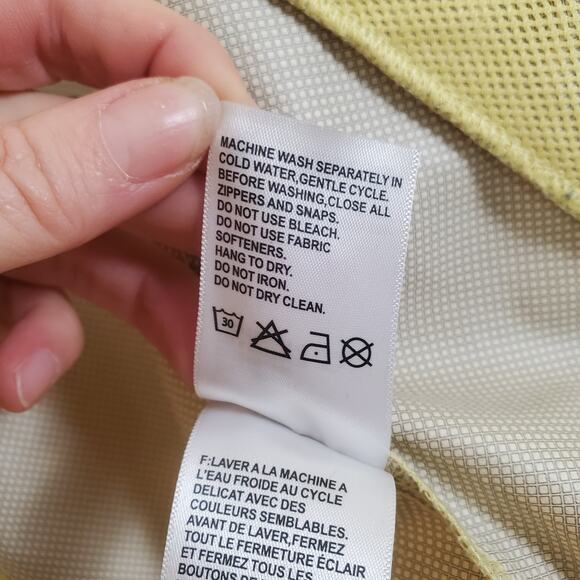 MACHINE WASH SEPARATELY IN
COLD WATER,GENTLE CYCLE.
BEFORE WASHING,CLOSE ALL
ZIPPERS AND SNAPS.
DO NOT USE BLEACH.
DO NOT USE FABRIC
SOFTENERS.
HANG TO DRY.
DO NOT IRON.
DO NOT DRY CLEAN.
30
F:LAVER A LA MACHINE A
L'EAU FROIDE AU CYCLE
DELICAT AVEC DES
COULEURS SEMBLABLES.
AVANT DE LAVER,FERMEZ
TOUT LE FERMETURE ÉCLAIR
ET FERMEZ TOUS LES
BOUTONS DE